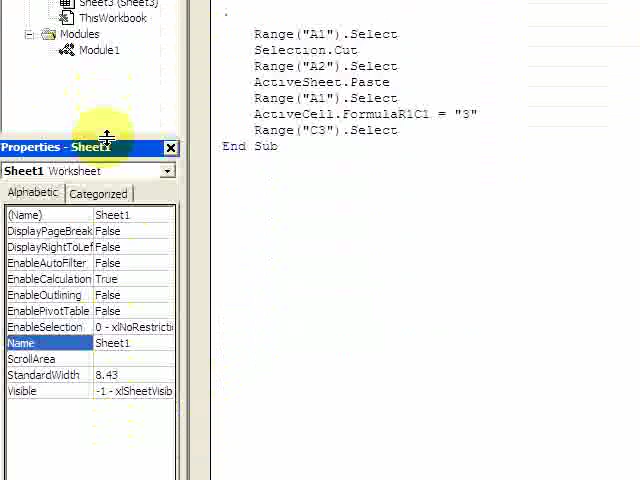 Sheet3 (Sheet3)
ThisWorkbook
Modules
Module1
Properties - Sheet1
Sheet1 Worksheet
Alphabetic Categorized
(Name) Sheet1
DisplayPageBreak False
DisplayRightToLef False
EnableAutoFilter False
EnableCalculation True
EnableOutlining False
EnablePivotTable False
EnableSelection 0 - xlNoRestricti
Name Sheet1
ScrollArea
StandardWidth 8.43
Visible -1 - xlSheetVisib
'
Range("A1").Select
Selection.Cut
Range("A2").Select
ActiveSheet.Paste
Range("A1").Select
ActiveCell.FormulaR1C1 = "3"
Range("C3").Select
End Sub